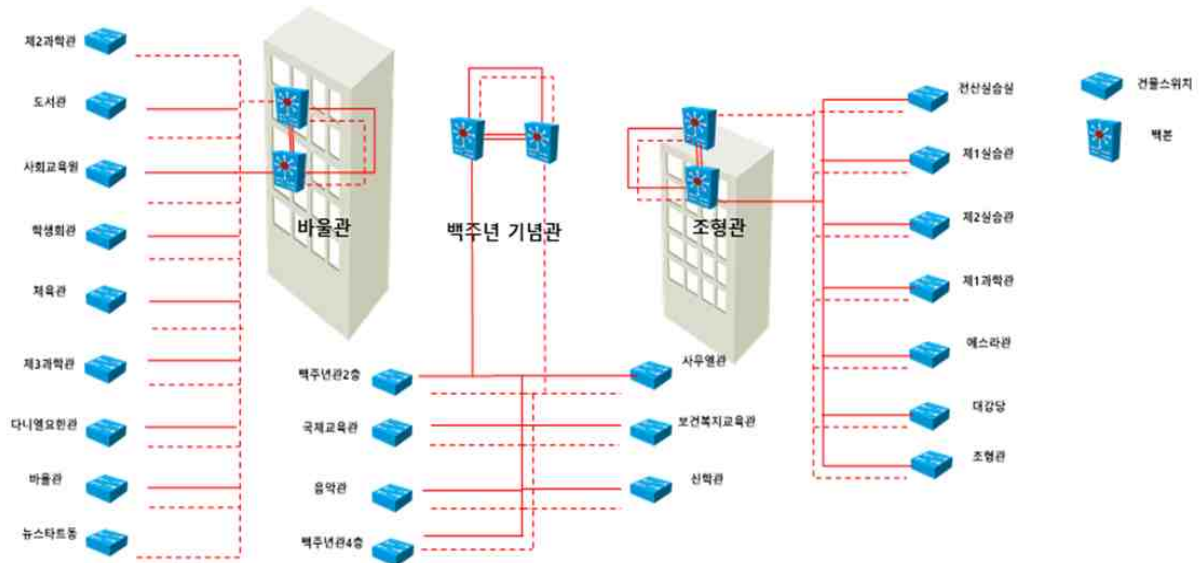 제2과학관
도서관
사회교육원
학생회관
체육관
제3과학관
다니엘요한관
바울관
뉴스타트동
바울관
백주년 기념관
조형관
백주년관2층
국제교육관
음악관
백주년관4층
사무엘관
보건복지교육관
신학관
전산실습실
제1실습관
제2실습관
제1과학관
에스라관
대강당
조형관
건물스위치
백본